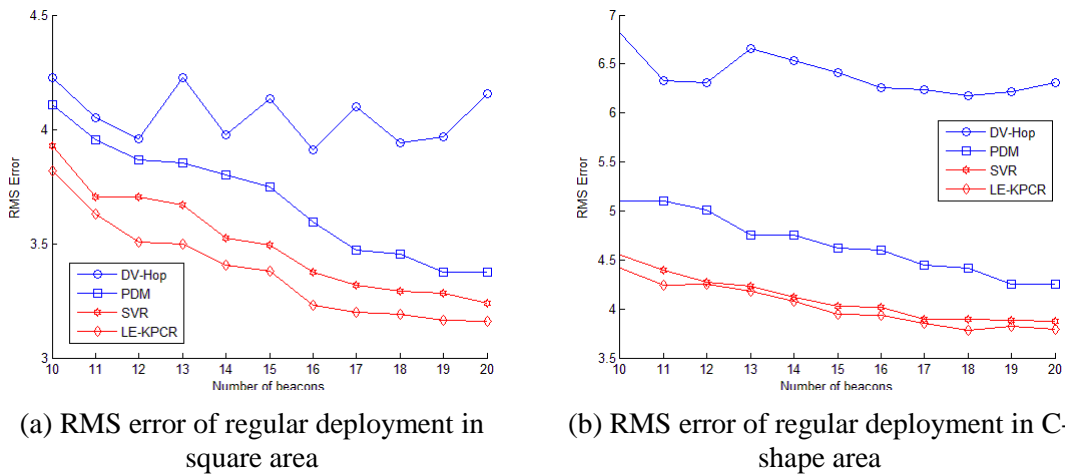 4.5
4
3.5
3
RMS Error
DV-Hop
PDM
SVR
LE-KPCR
10 11 12 13 14 15 16 17 18 19 20
Number of beacons
(a) RMS error of regular deployment in
square area
7
6.5
6
5.5
5
4.5
4
3.5
RMS Error
DV-Hop
PDM
SVR
LE-KPCR
10 11 12 13 14 15 16 17 18 19 20
Number of beacons
(b) RMS error of regular deployment in C-
shape area